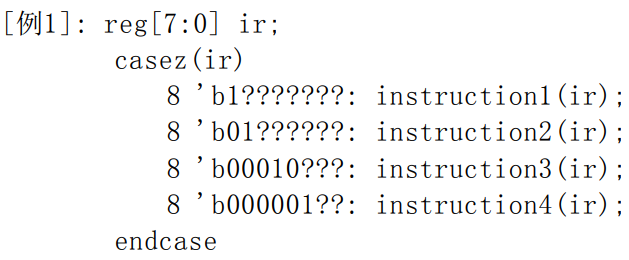 [例1]: reg[7:0] ir;
casez(ir)
8 'b1???????: instruction1(ir);
8 'b01??????: instruction2(ir);
8 'b00010???: instruction3(ir);
8 'b000001??: instruction4(ir);
endcase